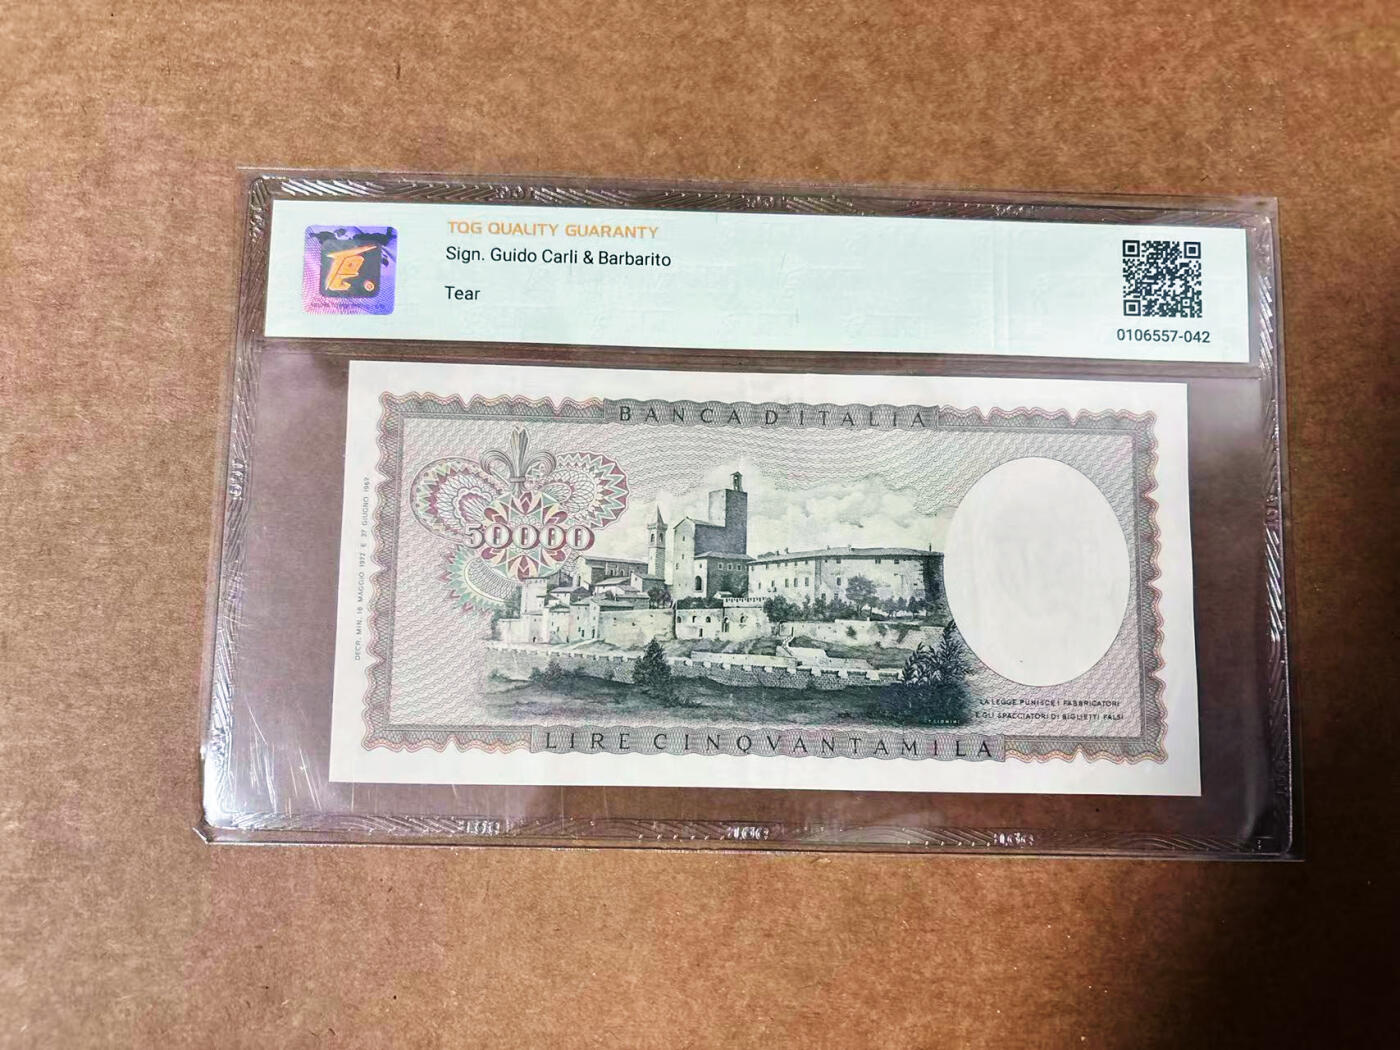 TQG QUALITY GUARANTY
Sign. Guido Carli & Barbarito
Tear
0106557-042
BANCA D'ITALIA
50000
DECR. MIN. 16 MAGGIO 1972 E 27 GIUGNO 1967
LA LEGGE PUNISCE I FABBRICATORI
E GLI SPACCIATORI DI BIGLIETTI FALSI
LIRE CINQVANTAMILA